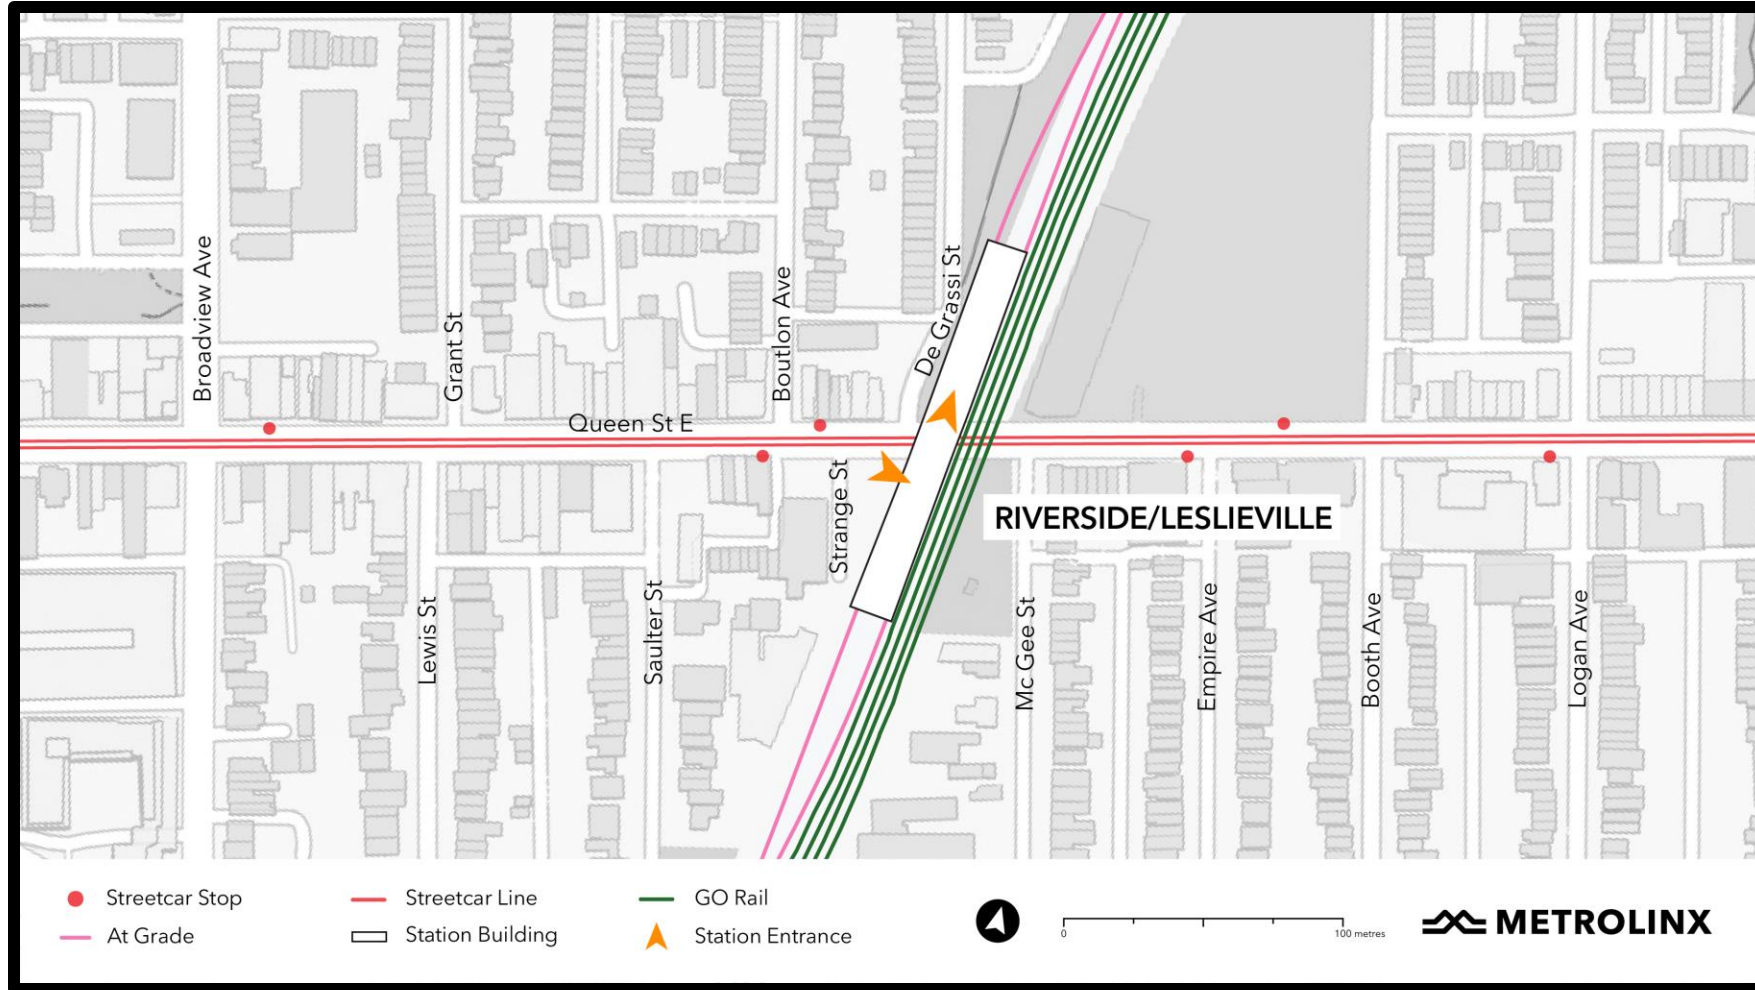 Broadview Ave
Grant St
Boutlon Ave
De Grassi St
Queen St E
Strange St
RIVERSIDE/LESLIEVILLE
Lewis St
Saulter St
Mc Gee St
Empire Ave
Booth Ave
Logan Ave
Streetcar Stop
Streetcar Line
GO Rail
At Grade
Station Building
Station Entrance
0
100 metres
METROLINX